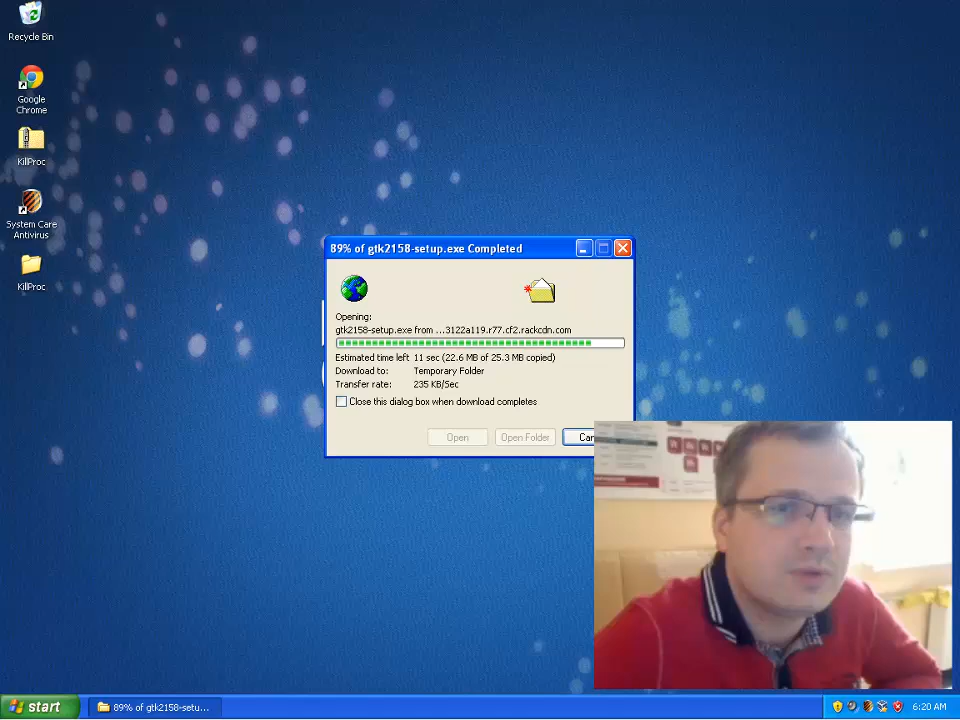 Recycle Bin
Google
Chrome
KillProc
System Care
Antivirus
KillProc
89% of gtk2158-setup.exe Completed
Opening:
gtk2158-setup.exe from ...3122a119.r77.cf2.rackcdn.com
Estimated time left 11 sec (22.6 MB of 25.3 MB copied)
Download to: Temporary Folder
Transfer rate: 235 KB/Sec
Close this dialog box when download completes
Open Open Folder Can
start 89% of gtk2158-setu... 6:20 AM